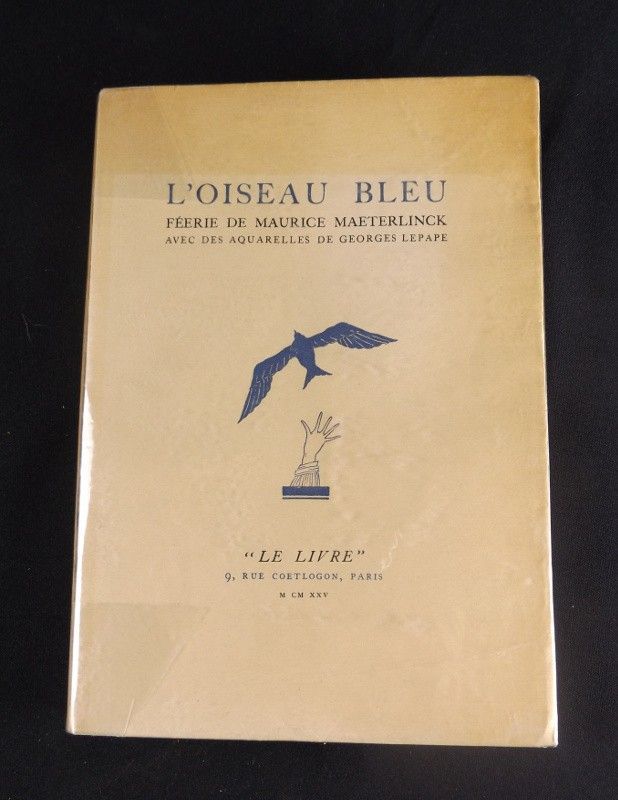 L'OISEAU BLEU
FÉERIE DE MAURICE MAETERLINCK
AVEC DES AQUARELLES DE GEORGES LEPAPE
"LE LIVRE"
9, RUE COETLOGON, PARIS
M CM XXV